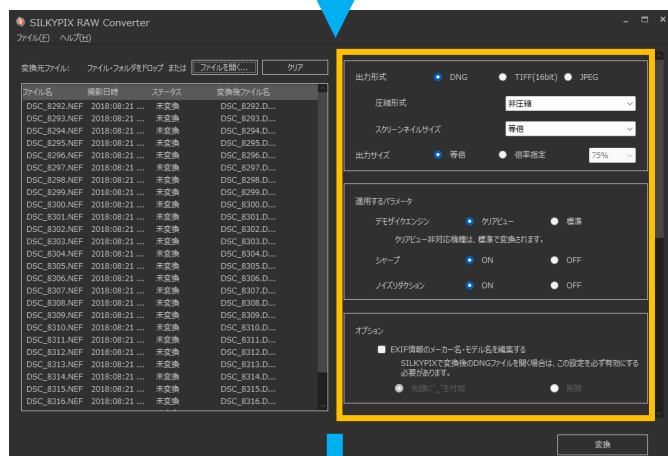 SILKYPIX RAW Converter
ファイル(F) ヘルプ(H)
変換元ファイル: ファイル・フォルダをドロップ または ファイルを開く... クリア
ファイル名 撮影日時 ステータス 変換後ファイル名
DSC_8292.NEF 2018:08:21 ... 未変換 DSC_8292.D...
DSC_8293.NEF 2018:08:21 ... 未変換 DSC_8293.D...
DSC_8294.NEF 2018:08:21 ... 未変換 DSC_8294.D...
DSC_8295.NEF 2018:08:21 ... 未変換 DSC_8295.D...
DSC_8296.NEF 2018:08:21 ... 未変換 DSC_8296.D...
DSC_8297.NEF 2018:08:21 ... 未変換 DSC_8297.D...
DSC_8298.NEF 2018:08:21 ... 未変換 DSC_8298.D...
DSC_8299.NEF 2018:08:21 ... 未変換 DSC_8299.D...
DSC_8300.NEF 2018:08:21 ... 未変換 DSC_8300.D...
DSC_8301.NEF 2018:08:21 ... 未変換 DSC_8301.D...
DSC_8302.NEF 2018:08:21 ... 未変換 DSC_8302.D...
DSC_8303.NEF 2018:08:21 ... 未変換 DSC_8303.D...
DSC_8304.NEF 2018:08:21 ... 未変換 DSC_8304.D...
DSC_8305.NEF 2018:08:21 ... 未変換 DSC_8305.D...
DSC_8306.NEF 2018:08:21 ... 未変換 DSC_8306.D...
DSC_8307.NEF 2018:08:21 ... 未変換 DSC_8307.D...
DSC_8308.NEF 2018:08:21 ... 未変換 DSC_8308.D...
DSC_8309.NEF 2018:08:21 ... 未変換 DSC_8309.D...
DSC_8310.NEF 2018:08:21 ... 未変換 DSC_8310.D...
DSC_8311.NEF 2018:08:21 ... 未変換 DSC_8311.D...
DSC_8312.NEF 2018:08:21 ... 未変換 DSC_8312.D...
DSC_8313.NEF 2018:08:21 ... 未変換 DSC_8313.D...
DSC_8314.NEF 2018:08:21 ... 未変換 DSC_8314.D...
DSC_8315.NEF 2018:08:21 ... 未変換 DSC_8315.D...
DSC_8316.NEF 2018:08:21 ... 未変換 DSC_8316.D...
出力形式 DNG TIFF(16bit) JPEG
圧縮形式 非圧縮
スクリーンネイルサイズ 等倍
出力サイズ 等倍 倍率指定 75%
適用するパラメータ
デモザイクエンジン クリアビュー 標準
クリアビュー非対応機種は、標準で変換されます。
シャープ ON OFF
ノイズリダクション ON OFF
オプション
EXIF情報のメーカー名・モデル名を編集する
SILKYPIXで変換後のDNGファイルを開く場合は、この設定を必ず有効にする
必要があります。
先頭に"_"を付加 削除
変換